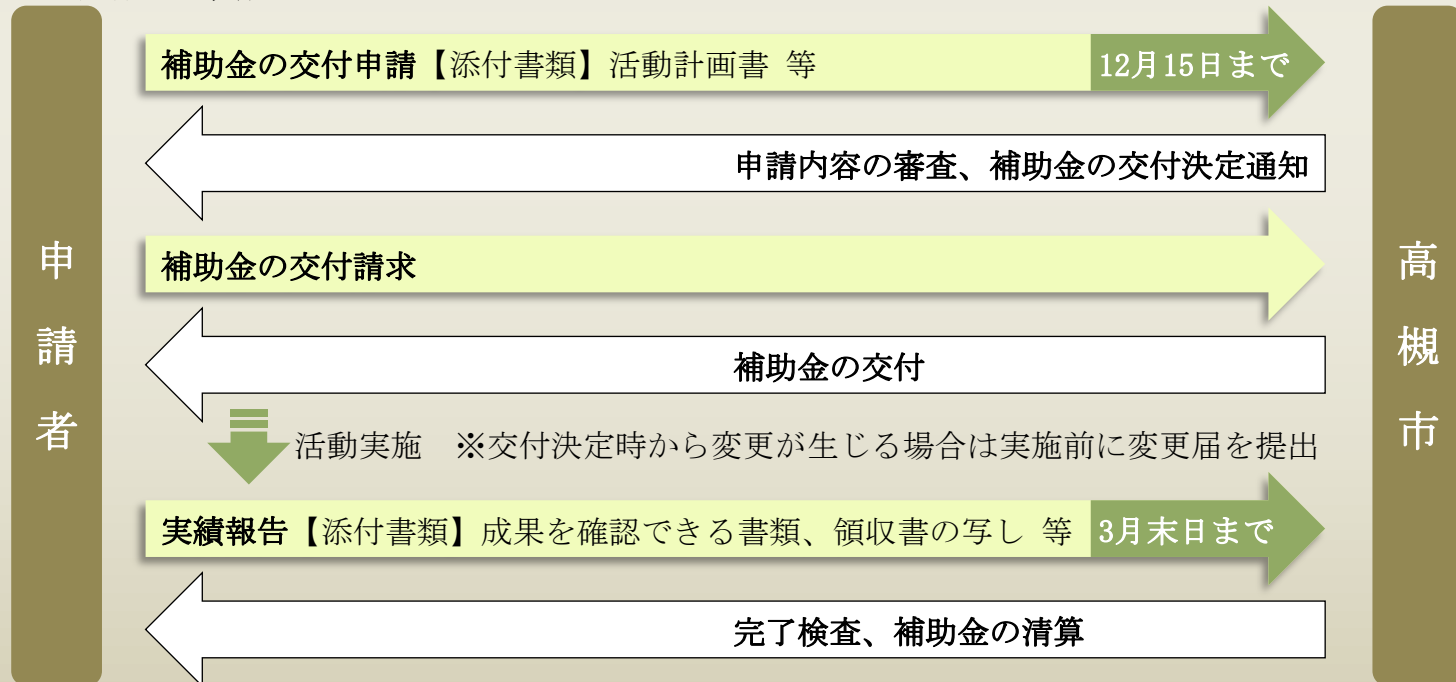 補助金の交付申請【添付書類】活動計画書 等
12月15日まで
申請内容の審査、補助金の交付決定通知
補助金の交付請求
補助金の交付
活動実施　※交付決定時から変更が生じる場合は実施前に変更届を提出
実績報告【添付書類】成果を確認できる書類、領収書の写し 等
3月末日まで
完了検査、補助金の清算
申請者
高槻市